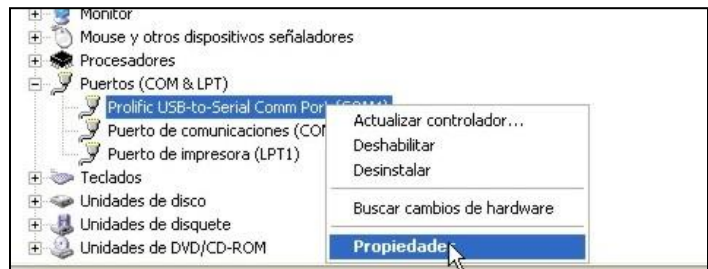 Monitor
Mouse y otros dispositivos señaladores
Procesadores
Puertos (COM & LPT)
Prolific USB-to-Serial Comm Port
Puerto de comunicaciones
Puerto de impresora (LPT1)
Teclados
Unidades de disco
Unidades de disquete
Unidades de DVD/CD-ROM
Actualizar controlador...
Deshabilitar
Desinstalar
Buscar cambios de hardware
Propiedades